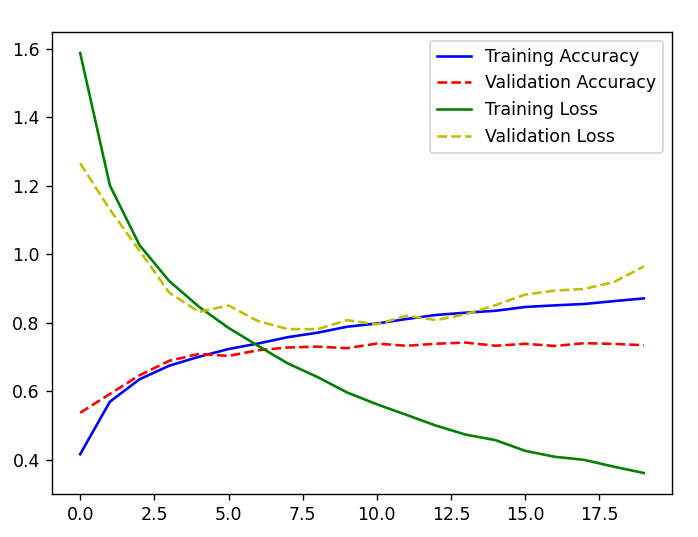 Training Accuracy
Validation Accuracy
Training Loss
Validation Loss
1.6
1.4
1.2
1.0
0.8
0.6
0.4
0.0 2.5 5.0 7.5 10.0 12.5 15.0 17.5